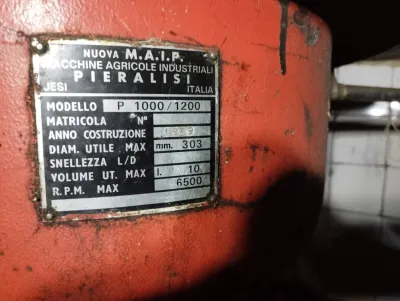 NUOVA M.A.I.P.
MACCHINE AGRICOLE INDUSTRIALI
PIERALISI
JESI ITALIA
MODELLO P 1000/1200
MATRICOLA N°
ANNO COSTRUZIONE
DIAM. UTILE MAX mm. 303
SNELLEZZA L/D
VOLUME UT. MAX l. 10
R.P.M. MAX 6500